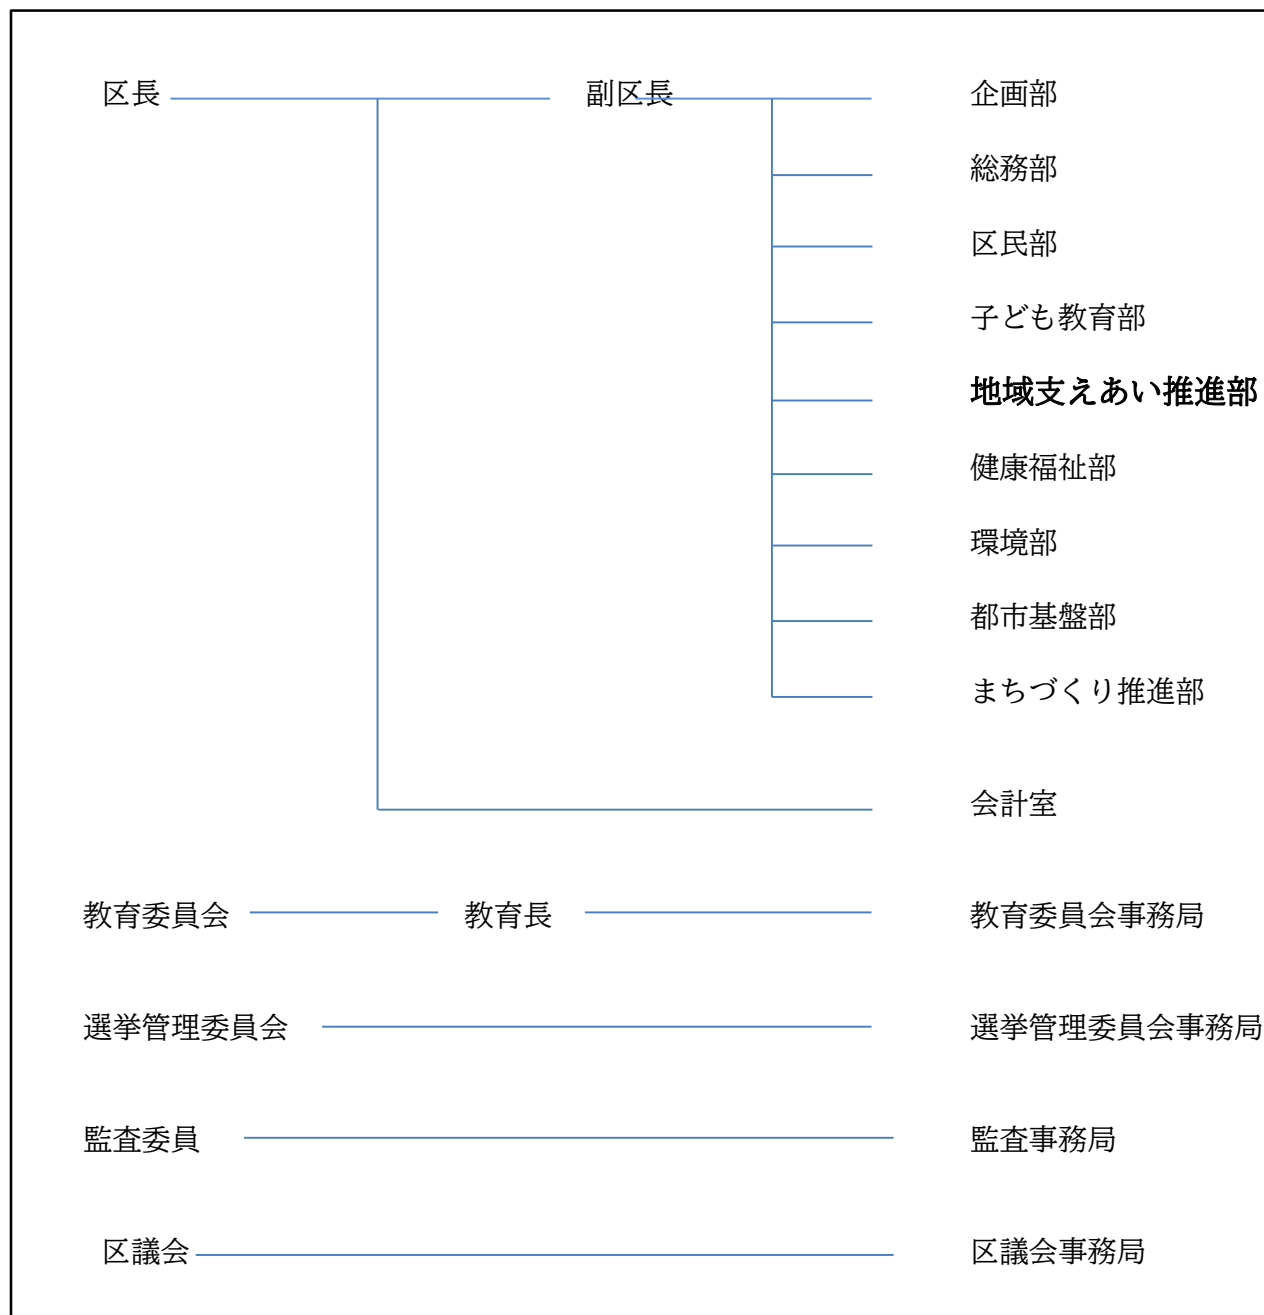 区長 副区長 企画部
総務部
区民部
子ども教育部
地域支えあい推進部
健康福祉部
環境部
都市基盤部
まちづくり推進部
会計室
教育委員会 教育長 教育委員会事務局
選挙管理委員会 選挙管理委員会事務局
監査委員 監査事務局
区議会 区議会事務局